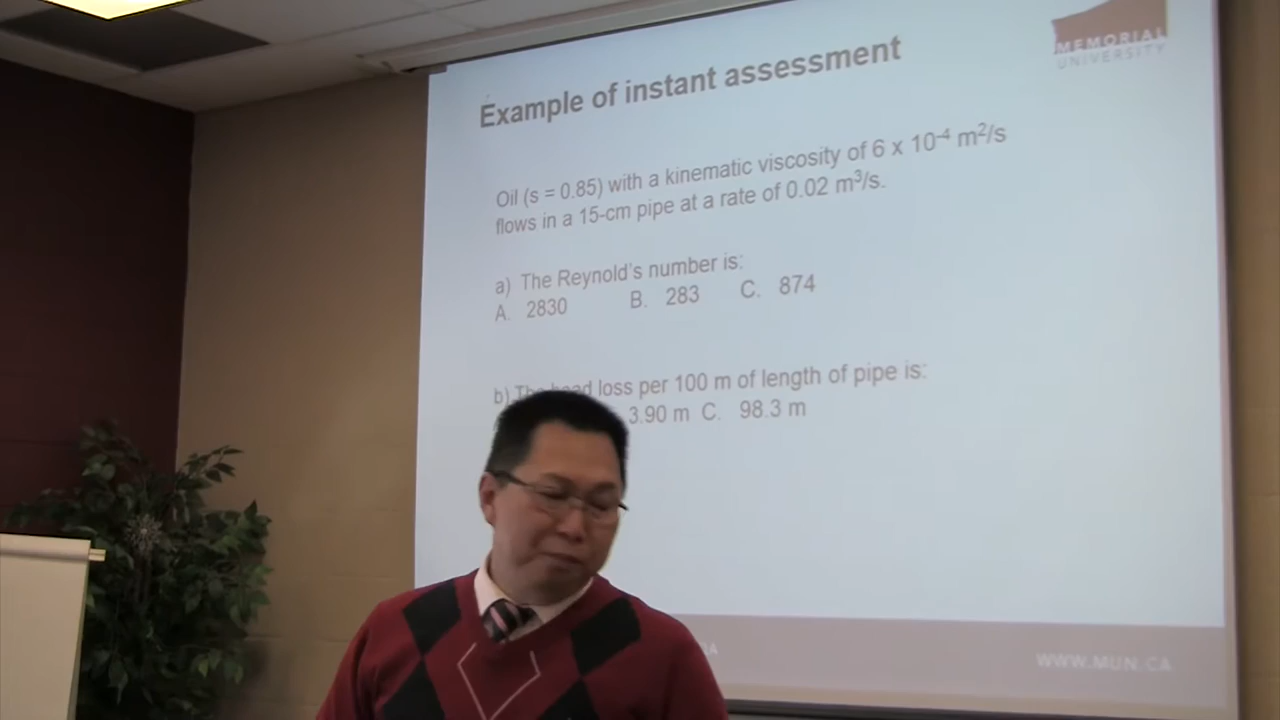 MEMORIAL
UNIVERSITY
Example of instant assessment
Oil (s = 0.85) with a kinematic viscosity of 6 x 10⁻⁴ m²/s
flows in a 15-cm pipe at a rate of 0.02 m³/s.
a) The Reynold's number is:
A. 2830 B. 283 C. 874
b) The head loss per 100 m of length of pipe is:
3.90 m C. 98.3 m
WWW.MUN.CA